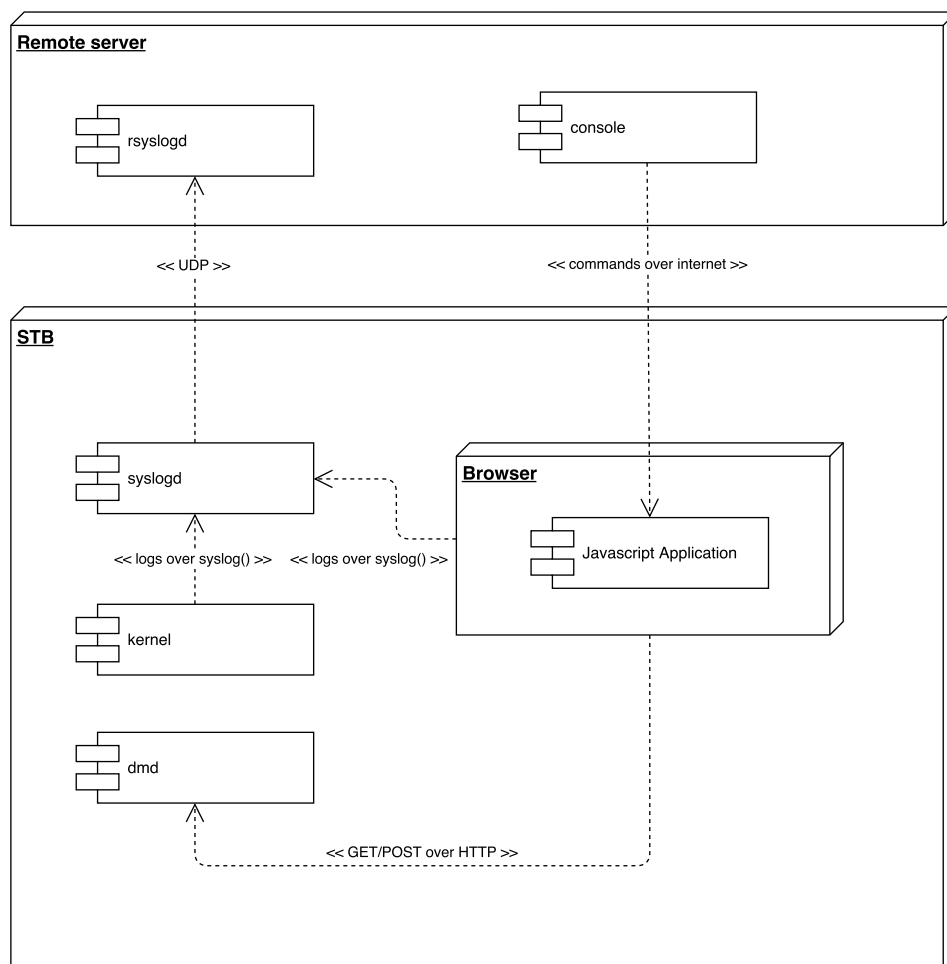 Remote server
rsyslogd
console
<< UDP >>
<< commands over internet >>
STB
syslogd
Browser
Javascript Application
<< logs over syslog() >>
<< logs over syslog() >>
kernel
dmd
<< GET/POST over HTTP >>